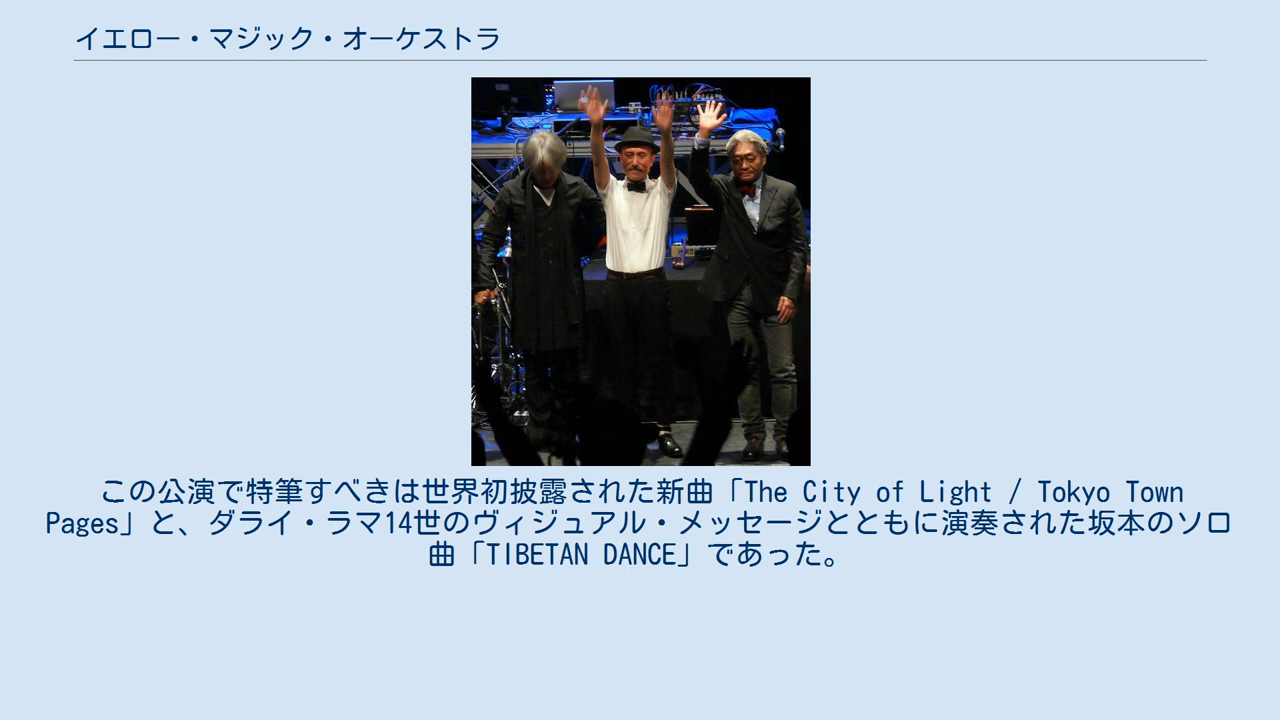 イエロー・マジック・オーケストラ
この公演で特筆すべきは世界初披露された新曲「The City of Light / Tokyo Town
Pages」と、ダライ・ラマ14世のヴィジュアル・メッセージとともに演奏された坂本のソロ
曲「TIBETAN DANCE」であった。